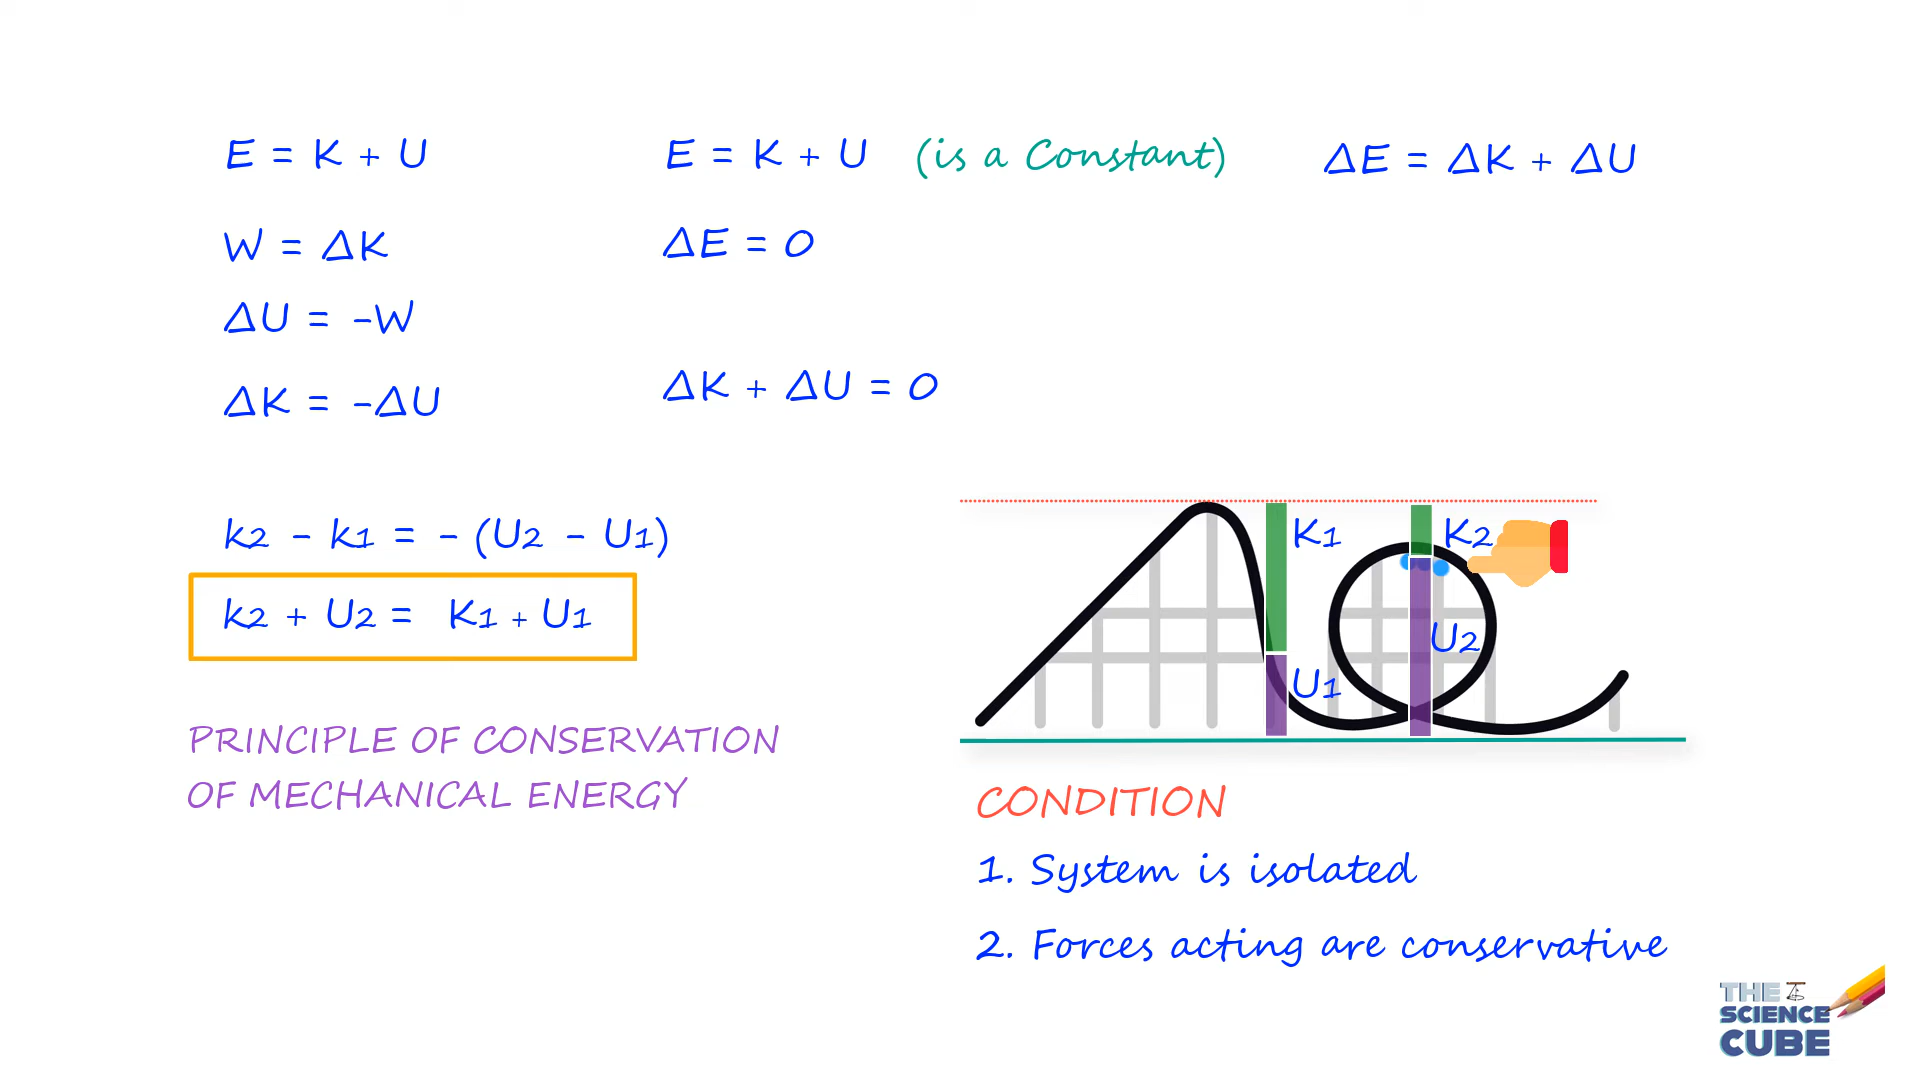 E = K + U
W = ΔK
ΔU = -W
ΔK = -ΔU
k2 - k1 = - (U2 - U1)
k2 + U2 = K1 + U1
PRINCIPLE OF CONSERVATION
OF MECHANICAL ENERGY
E = K + U (is a Constant)
ΔE = 0
ΔK + ΔU = 0
ΔE = ΔK + ΔU
K1
K2
U2
U1
CONDITION
1. System is isolated
2. Forces acting are conservative
THE
SCIENCE
CUBE